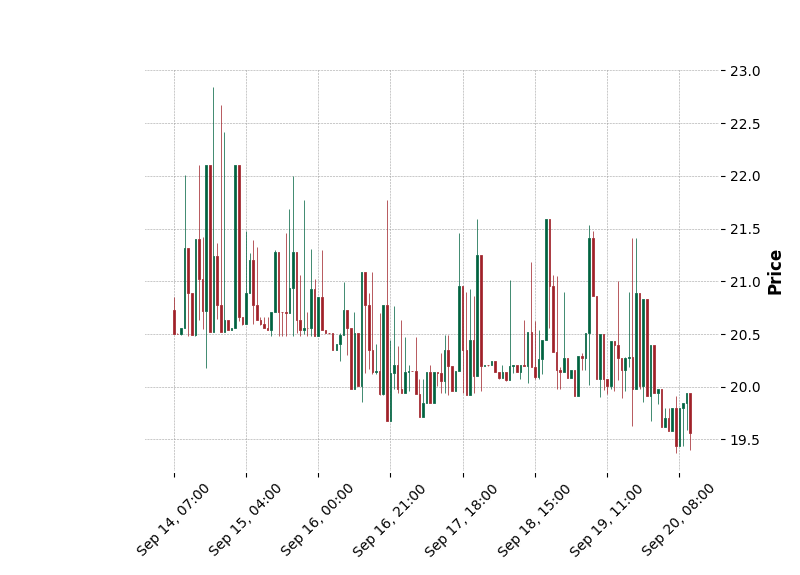 23.0
22.5
22.0
21.5
21.0
20.5
20.0
19.5
Price
Sep 14, 07:00
Sep 15, 04:00
Sep 16, 00:00
Sep 16, 21:00
Sep 17, 18:00
Sep 18, 15:00
Sep 19, 11:00
Sep 20, 08:00